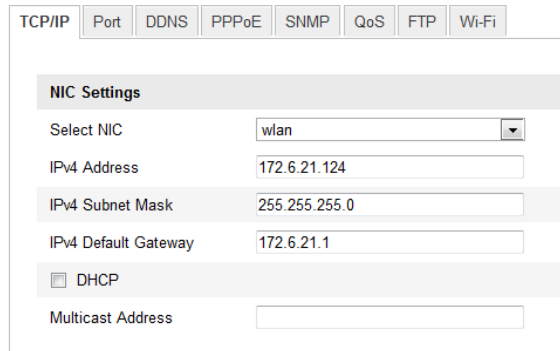 TCP/IP Port DDNS PPPoE SNMP QoS FTP Wi-Fi
NIC Settings
Select NIC wlan
IPv4 Address 172.6.21.124
IPv4 Subnet Mask 255.255.255.0
IPv4 Default Gateway 172.6.21.1
DHCP
Multicast Address